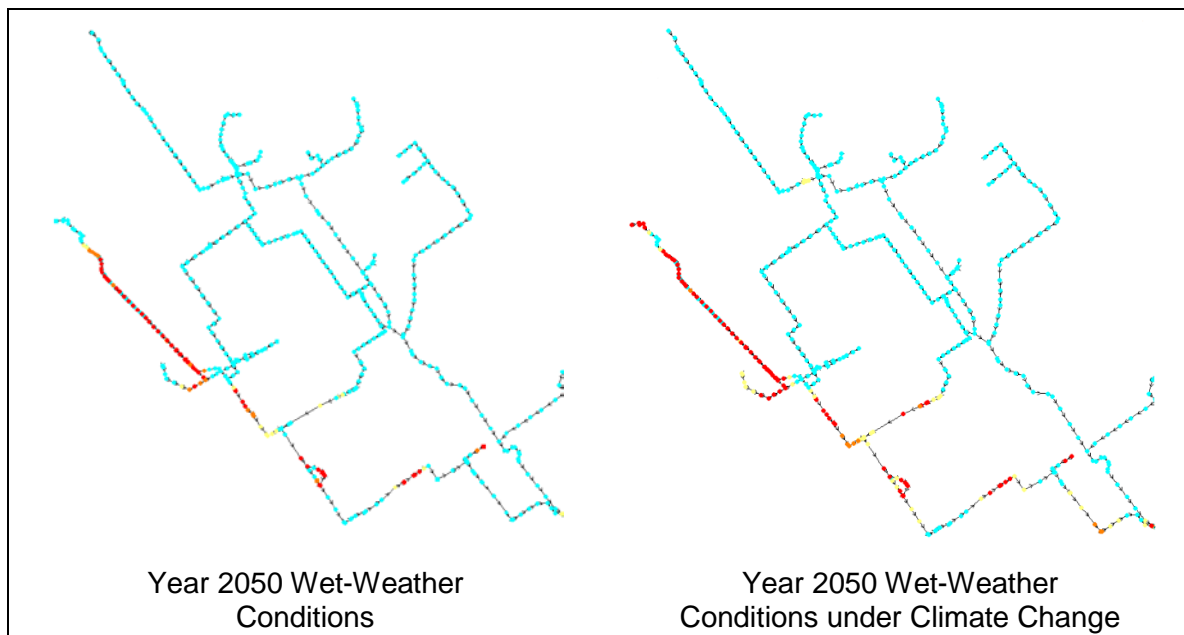 Year 2050 Wet-Weather
Conditions
Year 2050 Wet-Weather
Conditions under Climate Change